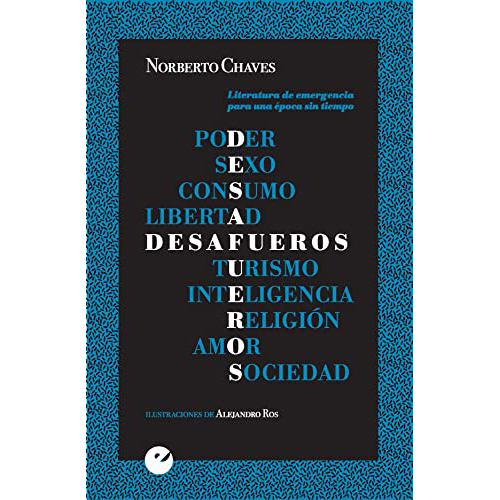 NORBERTO CHAVES
Literatura de emergencia
para una época sin tiempo
PODER
SEXO
CONSUMO
LIBERTAD
DESAFUEROS
TURISMO
INTELIGENCIA
RELIGIÓN
AMOR
SOCIEDAD
ILUSTRACIONES DE ALEJANDRO ROS
e